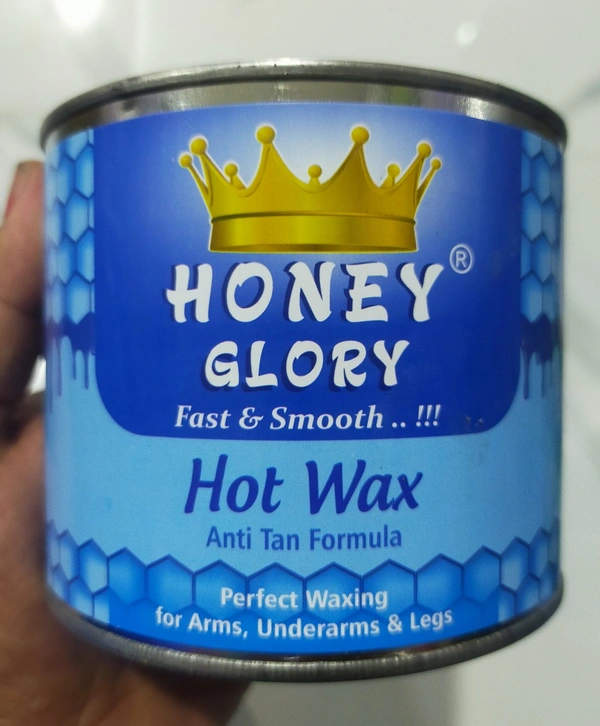 HONEY ®
GLORY
Fast & Smooth .. !!!
Hot Wax
Anti Tan Formula
Perfect Waxing
for Arms, Underarms & Legs